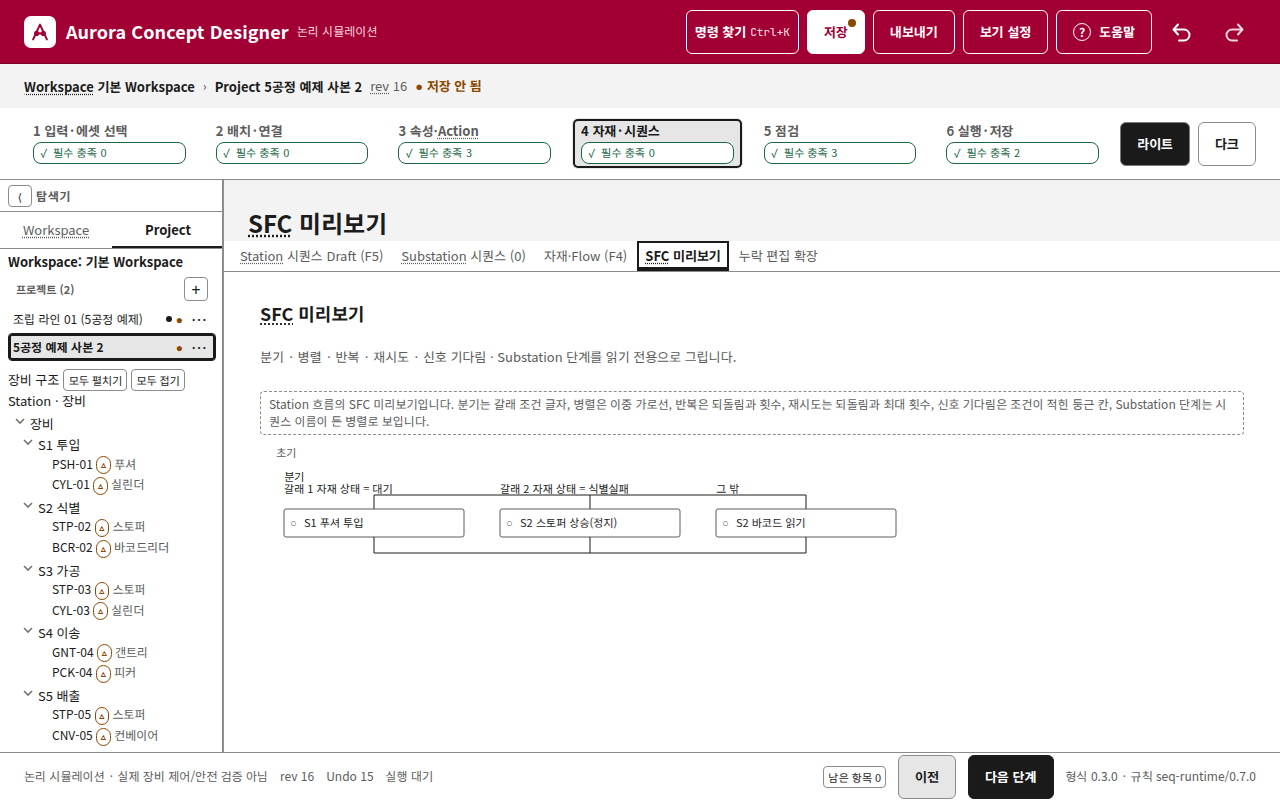 Aurora Concept Designer 논리 시뮬레이션 명령 찾기 Ctrl+K 저장 내보내기 보기 설정 ? 도움말
Workspace 기본 Workspace › Project 5공정 예제 사본 2 rev 16 ● 저장 안 됨
1 입력·에셋 선택 2 배치·연결 3 속성·Action 4 자재·시퀀스 5 점검 6 실행·저장
✓ 필수 충족 0 ✓ 필수 충족 0 ✓ 필수 충족 3 ✓ 필수 충족 0 ✓ 필수 충족 3 ✓ 필수 충족 2 라이트 다크
⟨ 탐색기
Workspace Project
Workspace: 기본 Workspace
프로젝트 (2) +
조립 라인 01 (5공정 예제) ● ● ···
5공정 예제 사본 2 ● ···
장비 구조 모두 펼치기 모두 접기
Station · 장비
장비
S1 투입
PSH-01 푸셔
CYL-01 실린더
S2 식별
STP-02 스토퍼
BCR-02 바코드리더
S3 가공
STP-03 스토퍼
CYL-03 실린더
S4 이송
GNT-04 갠트리
PCK-04 피커
S5 배출
STP-05 스토퍼
CNV-05 컨베이어
SFC 미리보기
Station 시퀀스 Draft (F5) Substation 시퀀스 (0) 자재·Flow (F4) SFC 미리보기 누락 편집 확장
SFC 미리보기
분기 · 병렬 · 반복 · 재시도 · 신호 기다림 · Substation 단계를 읽기 전용으로 그립니다.
Station 흐름의 SFC 미리보기입니다. 분기는 갈래 조건 글자, 병렬은 이중 가로선, 반복은 되돌림과 횟수, 재시도는 되돌림과 최대 횟수, 신호 기다림은 조건이 적힌 둥근 칸, Substation 단계는 시
퀀스 이름이 든 병렬로 보입니다.
초기
분기
갈래 1 자재 상태 = 대기 갈래 2 자재 상태 = 식별실패 그 밖
○ S1 푸셔 투입 ○ S2 스토퍼 상승(정지) ○ S2 바코드 읽기
논리 시뮬레이션 · 실제 장비 제어/안전 검증 아님 rev 16 Undo 15 실행 대기 남은 항목 0 이전 다음 단계 형식 0.3.0 · 규칙 seq-runtime/0.7.0